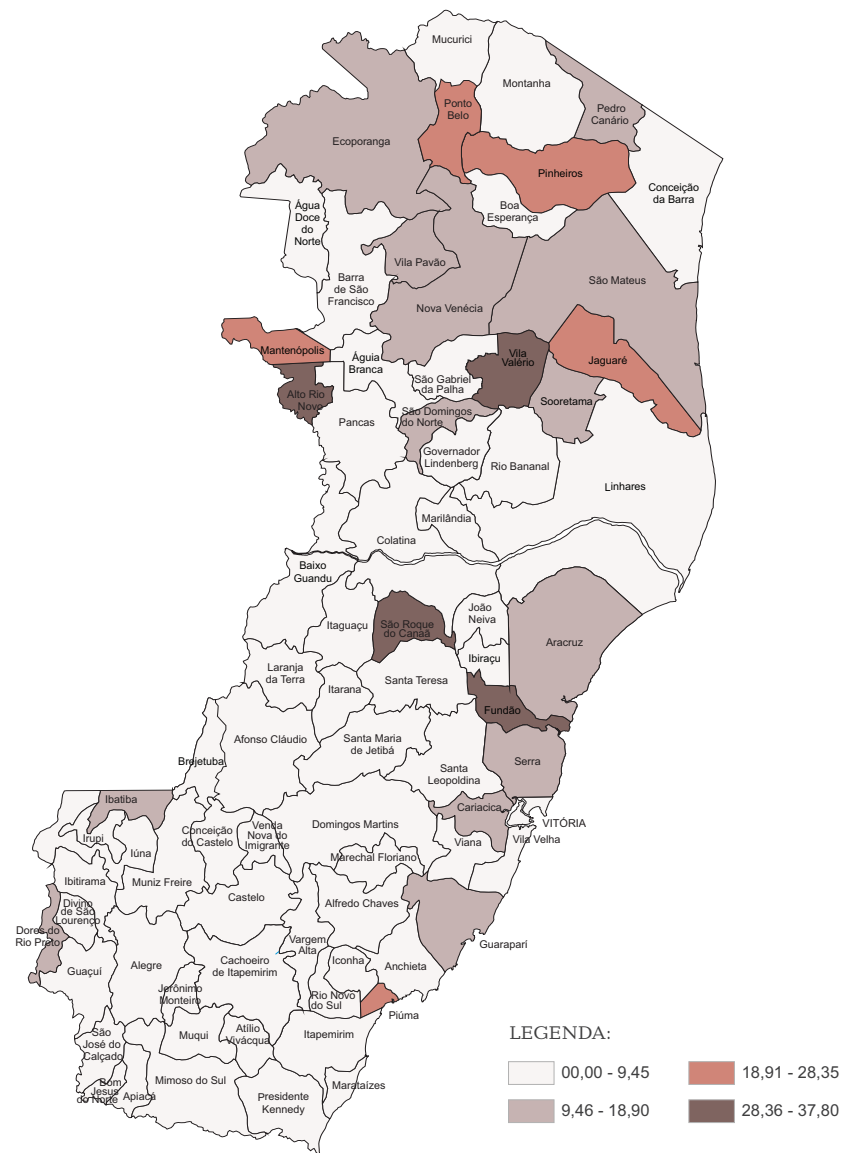 Mucurici
Montanha
Ponto
Belo
Pedro
Canário
Ecoporanga
Pinheiros
Conceição
da Barra
Água
Doce
do
Norte
Boa
Esperança
Vila Pavão
Barra
de São
Francisco
São Mateus
Nova Venécia
Mantenópolis
Águia
Branca
Vila
Valério
Jaguaré
São Gabriel
da Palha
Alto Rio
Novo
Sooretama
Pancas
São Domingos
do Norte
Governador
Lindenberg
Rio Bananal
Linhares
Marilândia
Colatina
Baixo
Guandu
Itaguaçu
São Roque
do Canaã
João
Neiva
Aracruz
Ibiraçu
Laranja
da Terra
Itarana
Santa Teresa
Fundão
Afonso Cláudio
Santa Maria
de Jetibá
Brejetuba
Santa
Leopoldina
Serra
Ibatiba
Cariacica
VITÓRIA
Irupi
Iúna
Conceição
do Castelo
Venda
Nova do
Imigrante
Domingos Martins
Viana
Vila Velha
Marechal Floriano
Ibitirama
Muniz Freire
Castelo
Alfredo Chaves
Divino
de São
Lourenço
Dores do
Rio Preto
Guaraparí
Vargem
Alta
Guaçuí
Alegre
Cachoeiro
de Itapemirim
Iconha
Anchieta
Jerônimo
Monteiro
Rio Novo
do Sul
Piúma
São
José do
Calçado
Muqui
Atílio
Vivácqua
Itapemirim
Bom
Jesus
do Norte
Apiacá
Mimoso do Sul
Presidente
Kennedy
Marataízes
LEGENDA:
00,00 - 9,45
18,91 - 28,35
9,46 - 18,90
28,36 - 37,80